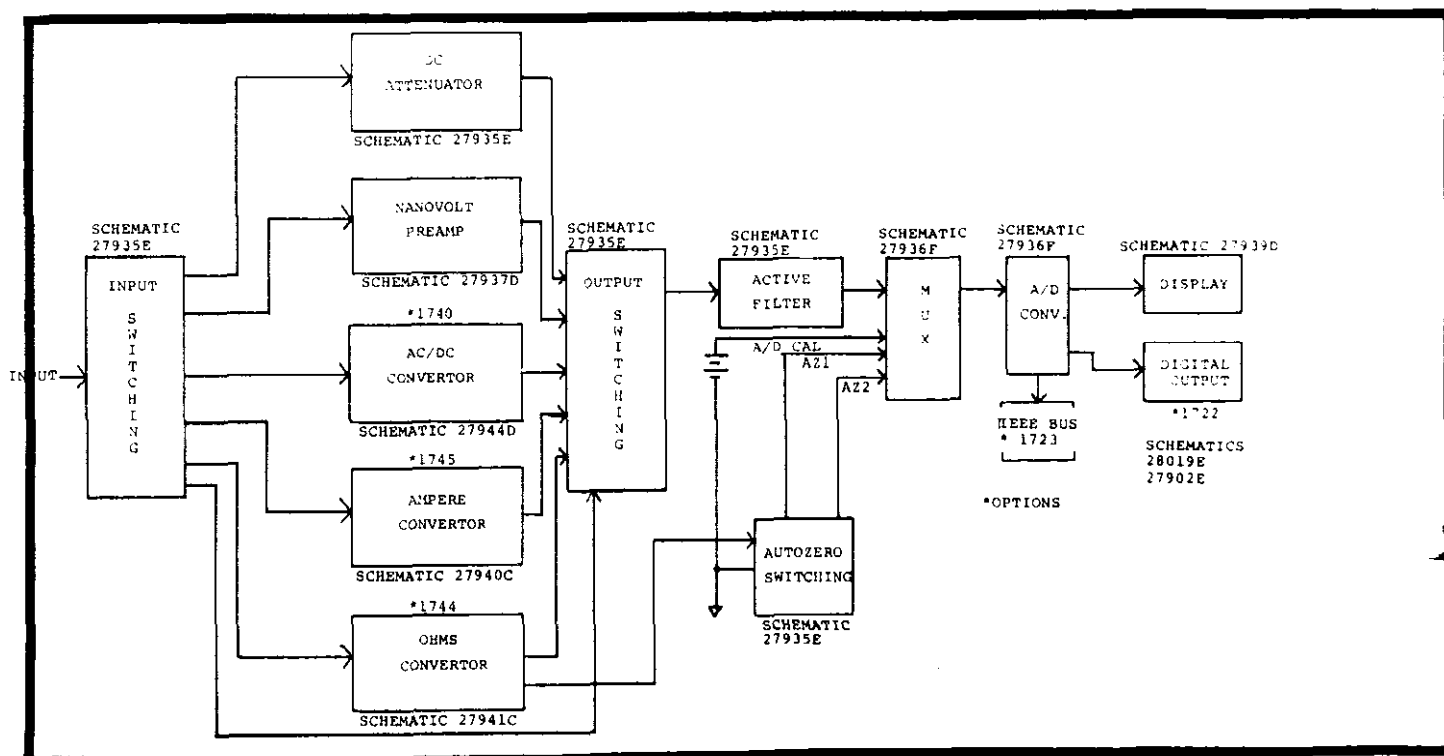 DC
ATTENUATOR
SCHEMATIC 27935E
NANOVOLT
PREAMP
SCHEMATIC 27937D
*1740
AC/DC
CONVERTOR
SCHEMATIC 27944D
*1745
AMPERE
CONVERTOR
SCHEMATIC 27940C
*1744
OHMS
CONVERTOR
SCHEMATIC 27941C
INPUT
SCHEMATIC
27935E
INPUT
SWITCHING
SCHEMATIC
27935E
OUTPUT
SWITCHING
SCHEMATIC
27935E
ACTIVE
FILTER
A/D CAL
AZ1
AZ2
AUTOZERO
SWITCHING
SCHEMATIC
27935E
SCHEMATIC
27936F
MUX
SCHEMATIC
27936F
A/D
CONV.
IEEE BUS
* 1723
SCHEMATIC 27939D
DISPLAY
DIGITAL
OUTPUT
*1722
SCHEMATICS
28019E
27902E
*OPTIONS